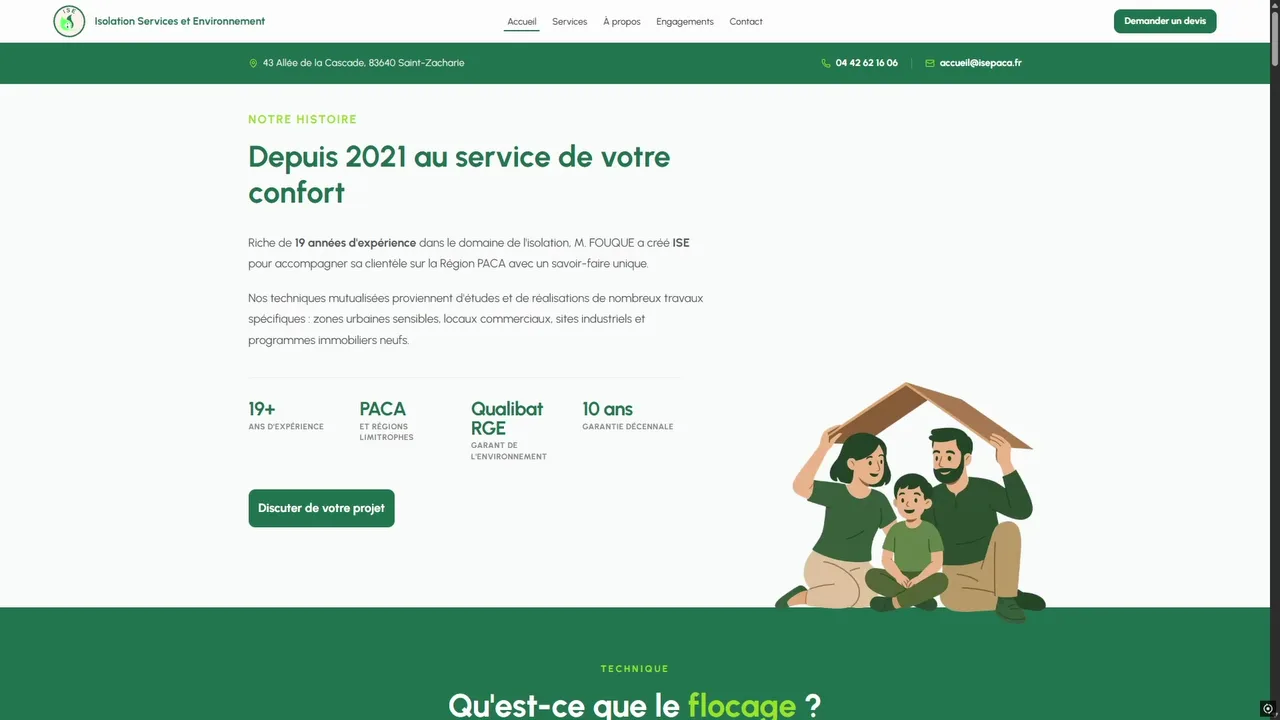 ISE
Isolation Services et Environnement
Accueil
Services
À propos
Engagements
Contact
Demander un devis
43 Allée de la Cascade, 83640 Saint-Zacharie
04 42 62 16 06
accueil@isepaca.fr
NOTRE HISTOIRE
Depuis 2021 au service de votre
confort
Riche de 19 années d'expérience dans le domaine de l'isolation, M. FOUQUE a créé ISE
pour accompagner sa clientèle sur la Région PACA avec un savoir-faire unique.
Nos techniques mutualisées proviennent d'études et de réalisations de nombreux travaux
spécifiques : zones urbaines sensibles, locaux commerciaux, sites industriels et
programmes immobiliers neufs.
19+
ANS D'EXPÉRIENCE
PACA
ET RÉGIONS
LIMITROPHES
Qualibat
RGE
GARANT DE
L'ENVIRONNEMENT
10 ans
GARANTIE DÉCENNALE
Discuter de votre projet
TECHNIQUE
Qu'est-ce que le flocage ?